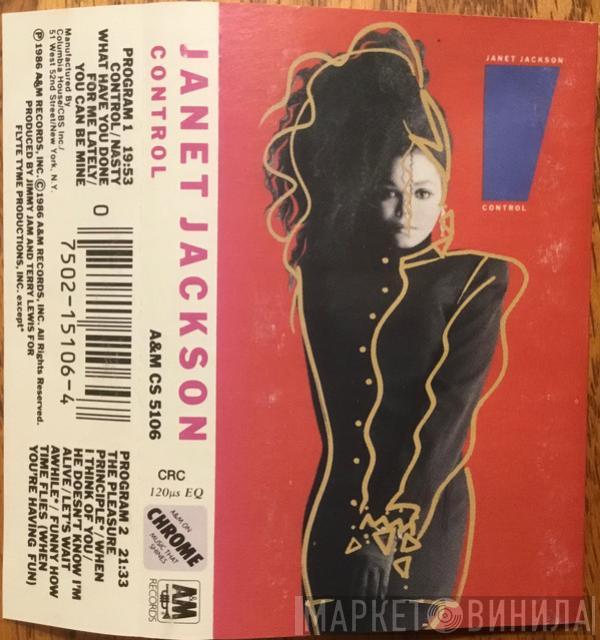 JANET JACKSON
CONTROL
JANET JACKSON
CONTROL
A&M CS 5106
PROGRAM 1 19:53
CONTROL/NASTY
WHAT HAVE YOU DONE
FOR ME LATELY/
YOU CAN BE MINE
Manufactured By
Columbia House/CBS Inc./
51 West 52nd Street/New York, N.Y.
0
7502-15106-4
℗ 1986 A&M RECORDS, INC. © 1986 A&M RECORDS, INC. All Rights Reserved.
PRODUCED BY JIMMY JAM AND TERRY LEWIS FOR
FLYTE TYME PRODUCTIONS, INC. except*
PROGRAM 2 21:33
THE PLEASURE
PRINCIPLE*/WHEN
I THINK OF YOU/
HE DOESN'T KNOW I'M
ALIVE/LET'S WAIT
AWHILE*/FUNNY HOW
TIME FLIES (WHEN
YOU'RE HAVING FUN)
CRC
120µs EQ
A&M ON
CHROME
MUSIC THAT
SHINES
A&M
RECORDS
МАРКЕТ ВИНИЛА